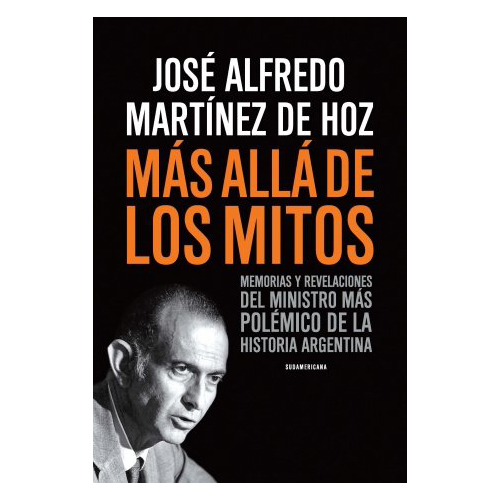 JOSÉ ALFREDO
MARTÍNEZ DE HOZ
MÁS ALLÁ DE
LOS MITOS
MEMORIAS Y REVELACIONES
DEL MINISTRO MÁS
POLÉMICO DE LA
HISTORIA ARGENTINA
SUDAMERICANA